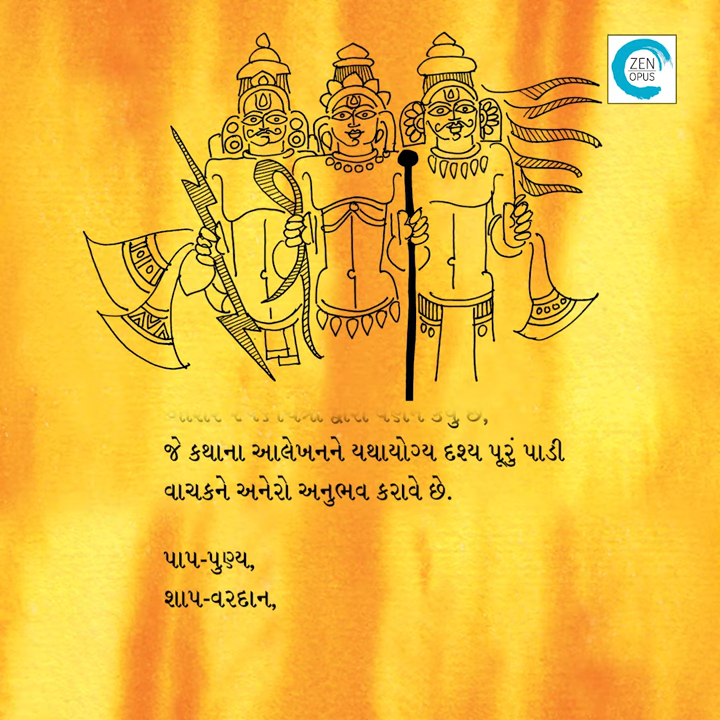 ZEN
OPUS
જે કથાના આલેખનને યથાયોગ્ય દશ્ય પૂરું પાડી
વાચકને અનેરો અનુભવ કરાવે છે.
પાપ-પુણ્ય,
શાપ-વરદાન,